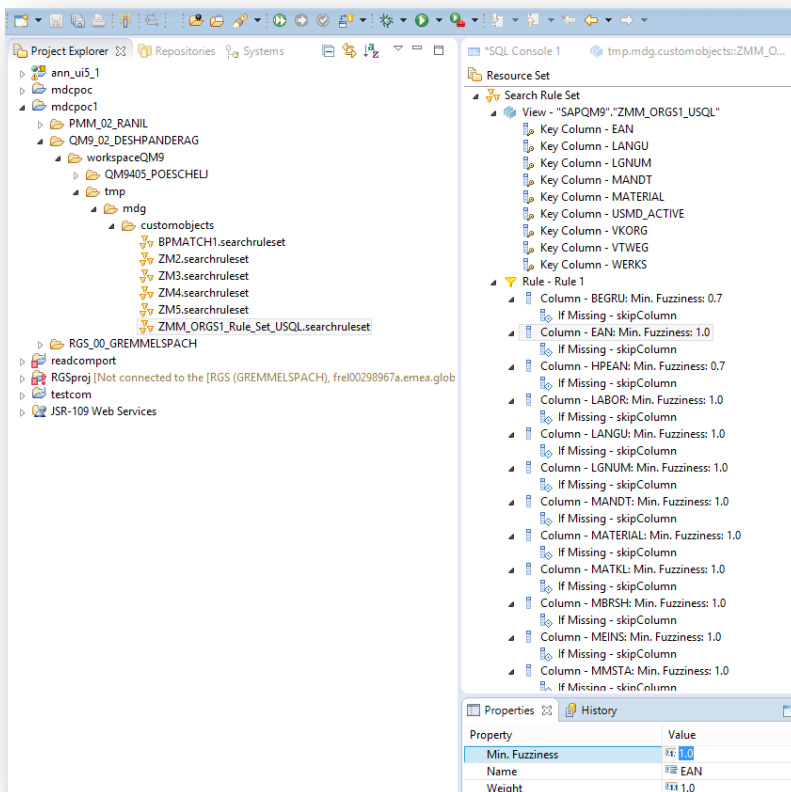 Project Explorer
Repositories
Systems
ann_ui5_1
mdcpoc
mdcpoc1
PMM_02_RANIL
QM9_02_DESHPANDERAG
workspaceQM9
QM9405_POESCHELJ
tmp
mdg
customobjects
BPMATCH1.searchruleset
ZM2.searchruleset
ZM3.searchruleset
ZM4.searchruleset
ZM5.searchruleset
ZMM_ORGS1_Rule_Set_USQL.searchruleset
RGS_00_GREMMELSPACH
readcomport
RGSproj [Not connected to the [RGS (GREMMELSPACH), frel00298967a.emea.glob
testcom
JSR-109 Web Services
*SQL Console 1
tmp.mdg.customobjects::ZMM_O...
Resource Set
Search Rule Set
View - "SAPQM9"."ZMM_ORGS1_USQL"
Key Column - EAN
Key Column - LANGU
Key Column - LGNUM
Key Column - MANDT
Key Column - MATERIAL
Key Column - USMD_ACTIVE
Key Column - VKORG
Key Column - VTWEG
Key Column - WERKS
Rule - Rule 1
Column - BEGRU: Min. Fuzziness: 0.7
If Missing - skipColumn
Column - EAN: Min. Fuzziness: 1.0
If Missing - skipColumn
Column - HPEAN: Min. Fuzziness: 0.7
If Missing - skipColumn
Column - LABOR: Min. Fuzziness: 1.0
If Missing - skipColumn
Column - LANGU: Min. Fuzziness: 1.0
If Missing - skipColumn
Column - LGNUM: Min. Fuzziness: 1.0
If Missing - skipColumn
Column - MANDT: Min. Fuzziness: 1.0
If Missing - skipColumn
Column - MATERIAL: Min. Fuzziness: 1.0
If Missing - skipColumn
Column - MATKL: Min. Fuzziness: 1.0
If Missing - skipColumn
Column - MBRSH: Min. Fuzziness: 1.0
If Missing - skipColumn
Column - MEINS: Min. Fuzziness: 1.0
If Missing - skipColumn
Column - MMSTA: Min. Fuzziness: 1.0
If Missing - skipColumn
Properties
History
Property Value
Min. Fuzziness 1.0
Name EAN
Weight 1.0